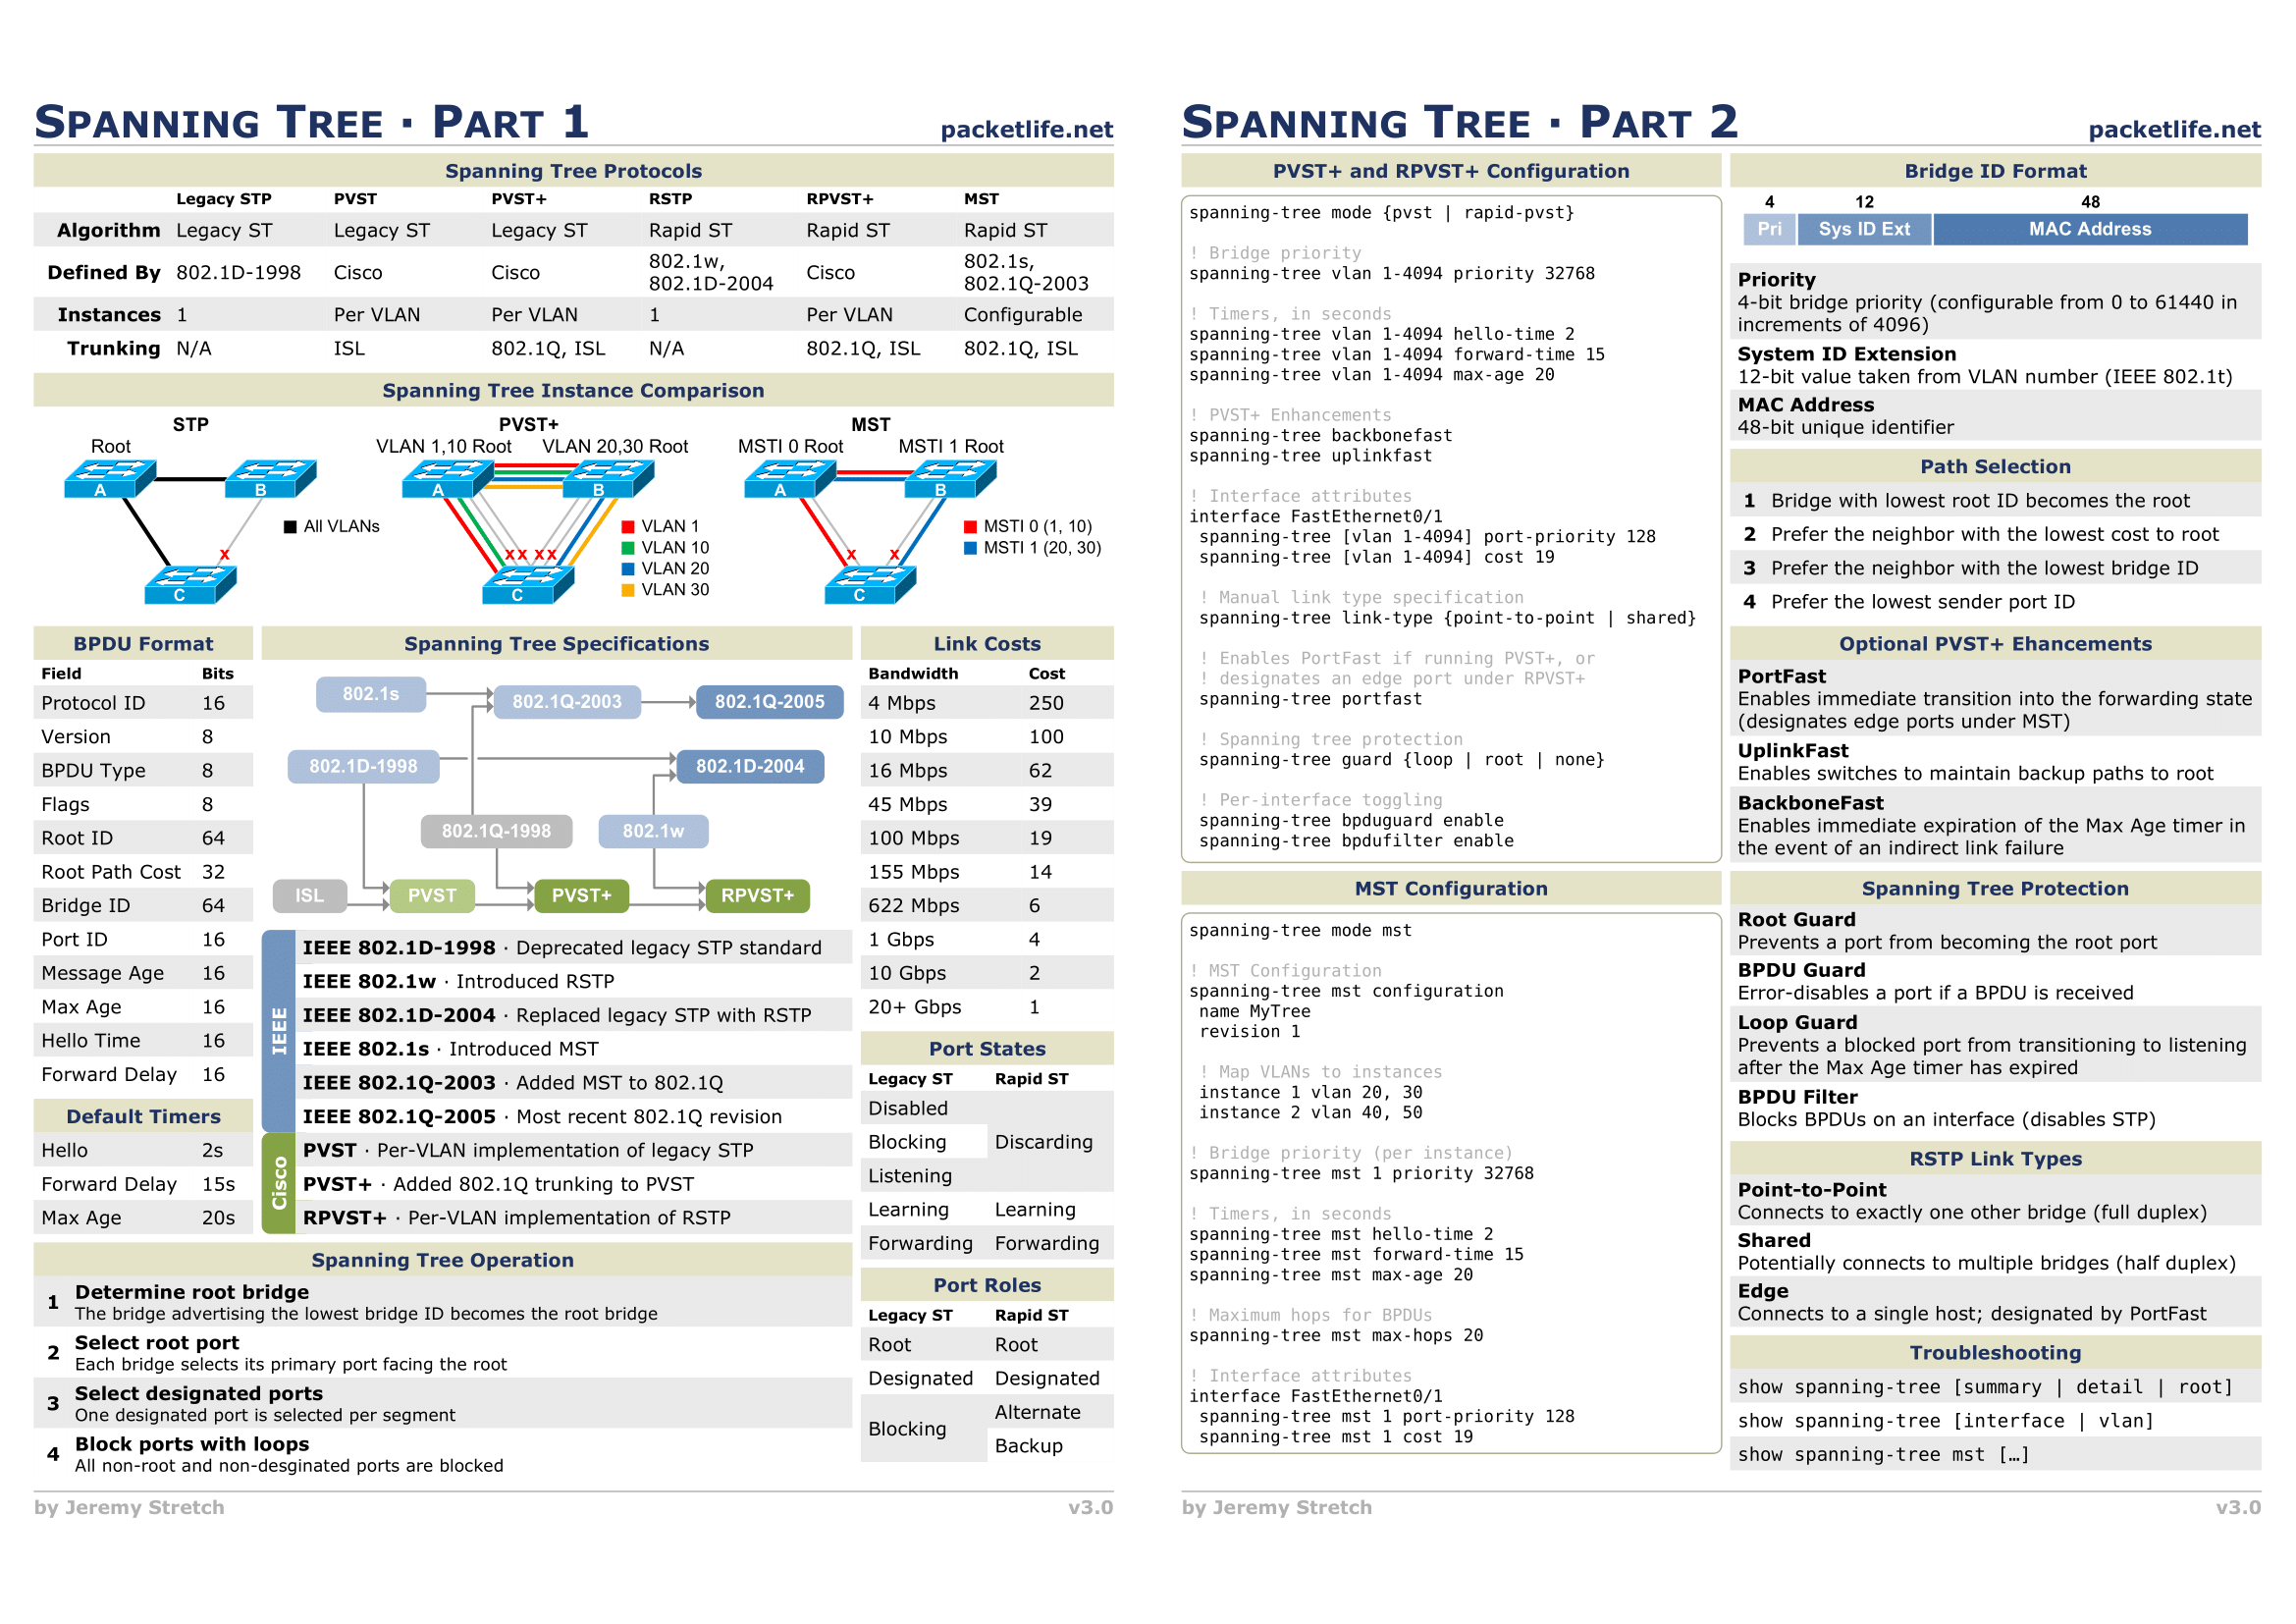 SPANNING TREE · PART 1
packetlife.net
Spanning Tree Protocols
Legacy STP PVST PVST+ RSTP RPVST+ MST
Algorithm Legacy ST Legacy ST Legacy ST Rapid ST Rapid ST Rapid ST
Defined By 802.1D-1998 Cisco Cisco 802.1w, 802.1D-2004 Cisco 802.1s, 802.1Q-2003
Instances 1 Per VLAN Per VLAN 1 Per VLAN Configurable
Trunking N/A ISL 802.1Q, ISL N/A 802.1Q, ISL 802.1Q, ISL
Spanning Tree Instance Comparison
STP
Root
A
B
C
x
All VLANs
PVST+
VLAN 1,10 Root VLAN 20,30 Root
A
B
C
x x x x
VLAN 1
VLAN 10
VLAN 20
VLAN 30
MST
MSTI 0 Root MSTI 1 Root
A
B
C
x x
MSTI 0 (1, 10)
MSTI 1 (20, 30)
BPDU Format
Field Bits
Protocol ID 16
Version 8
BPDU Type 8
Flags 8
Root ID 64
Root Path Cost 32
Bridge ID 64
Port ID 16
Message Age 16
Max Age 16
Hello Time 16
Forward Delay 16
Default Timers
Hello 2s
Forward Delay 15s
Max Age 20s
Spanning Tree Specifications
802.1s
802.1Q-2003
802.1Q-2005
802.1D-1998
802.1D-2004
802.1Q-1998
802.1w
ISL
PVST
PVST+
RPVST+
IEEE
IEEE 802.1D-1998 · Deprecated legacy STP standard
IEEE 802.1w · Introduced RSTP
IEEE 802.1D-2004 · Replaced legacy STP with RSTP
IEEE 802.1s · Introduced MST
IEEE 802.1Q-2003 · Added MST to 802.1Q
IEEE 802.1Q-2005 · Most recent 802.1Q revision
Cisco
PVST · Per-VLAN implementation of legacy STP
PVST+ · Added 802.1Q trunking to PVST
RPVST+ · Per-VLAN implementation of RSTP
Link Costs
Bandwidth Cost
4 Mbps 250
10 Mbps 100
16 Mbps 62
45 Mbps 39
100 Mbps 19
155 Mbps 14
622 Mbps 6
1 Gbps 4
10 Gbps 2
20+ Gbps 1
Port States
Legacy ST Rapid ST
Disabled
Blocking Discarding
Listening
Learning Learning
Forwarding Forwarding
Spanning Tree Operation
1 Determine root bridge
The bridge advertising the lowest bridge ID becomes the root bridge
2 Select root port
Each bridge selects its primary port facing the root
3 Select designated ports
One designated port is selected per segment
4 Block ports with loops
All non-root and non-desginated ports are blocked
Port Roles
Legacy ST Rapid ST
Root Root
Designated Designated
Blocking Alternate
Backup
by Jeremy Stretch
v3.0
SPANNING TREE · PART 2
packetlife.net
PVST+ and RPVST+ Configuration
spanning-tree mode {pvst | rapid-pvst}
! Bridge priority
spanning-tree vlan 1-4094 priority 32768
! Timers, in seconds
spanning-tree vlan 1-4094 hello-time 2
spanning-tree vlan 1-4094 forward-time 15
spanning-tree vlan 1-4094 max-age 20
! PVST+ Enhancements
spanning-tree backbonefast
spanning-tree uplinkfast
! Interface attributes
interface FastEthernet0/1
spanning-tree [vlan 1-4094] port-priority 128
spanning-tree [vlan 1-4094] cost 19
! Manual link type specification
spanning-tree link-type {point-to-point | shared}
! Enables PortFast if running PVST+, or
! designates an edge port under RPVST+
spanning-tree portfast
! Spanning tree protection
spanning-tree guard {loop | root | none}
! Per-interface toggling
spanning-tree bpduguard enable
spanning-tree bpdufilter enable
MST Configuration
spanning-tree mode mst
! MST Configuration
spanning-tree mst configuration
name MyTree
revision 1
! Map VLANs to instances
instance 1 vlan 20, 30
instance 2 vlan 40, 50
! Bridge priority (per instance)
spanning-tree mst 1 priority 32768
! Timers, in seconds
spanning-tree mst hello-time 2
spanning-tree mst forward-time 15
spanning-tree mst max-age 20
! Maximum hops for BPDUs
spanning-tree mst max-hops 20
! Interface attributes
interface FastEthernet0/1
spanning-tree mst 1 port-priority 128
spanning-tree mst 1 cost 19
Bridge ID Format
4 12 48
Pri Sys ID Ext MAC Address
Priority
4-bit bridge priority (configurable from 0 to 61440 in
increments of 4096)
System ID Extension
12-bit value taken from VLAN number (IEEE 802.1t)
MAC Address
48-bit unique identifier
Path Selection
1 Bridge with lowest root ID becomes the root
2 Prefer the neighbor with the lowest cost to root
3 Prefer the neighbor with the lowest bridge ID
4 Prefer the lowest sender port ID
Optional PVST+ Ehancements
PortFast
Enables immediate transition into the forwarding state
(designates edge ports under MST)
UplinkFast
Enables switches to maintain backup paths to root
BackboneFast
Enables immediate expiration of the Max Age timer in
the event of an indirect link failure
Spanning Tree Protection
Root Guard
Prevents a port from becoming the root port
BPDU Guard
Error-disables a port if a BPDU is received
Loop Guard
Prevents a blocked port from transitioning to listening
after the Max Age timer has expired
BPDU Filter
Blocks BPDUs on an interface (disables STP)
RSTP Link Types
Point-to-Point
Connects to exactly one other bridge (full duplex)
Shared
Potentially connects to multiple bridges (half duplex)
Edge
Connects to a single host; designated by PortFast
Troubleshooting
show spanning-tree [summary | detail | root]
show spanning-tree [interface | vlan]
show spanning-tree mst […]
by Jeremy Stretch
v3.0